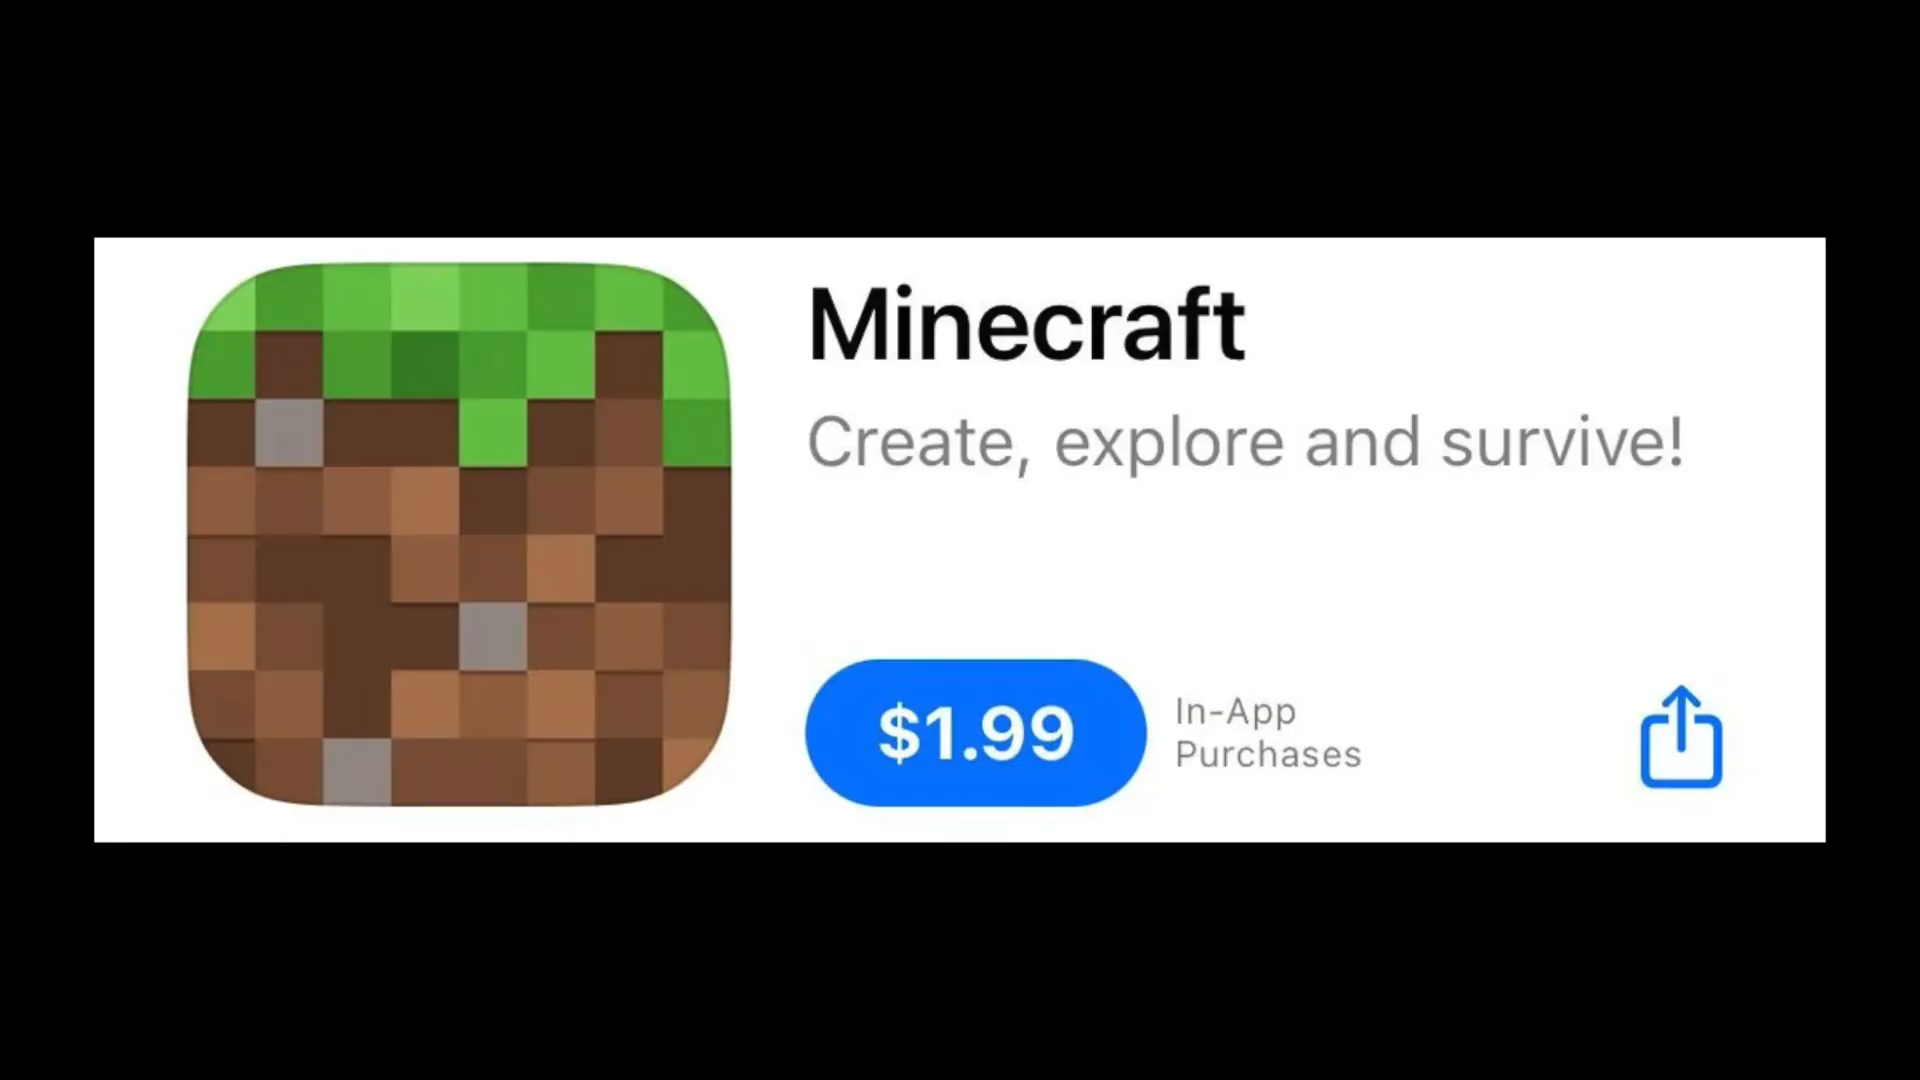 Minecraft
Create, explore and survive!
$1.99
In-App
Purchases